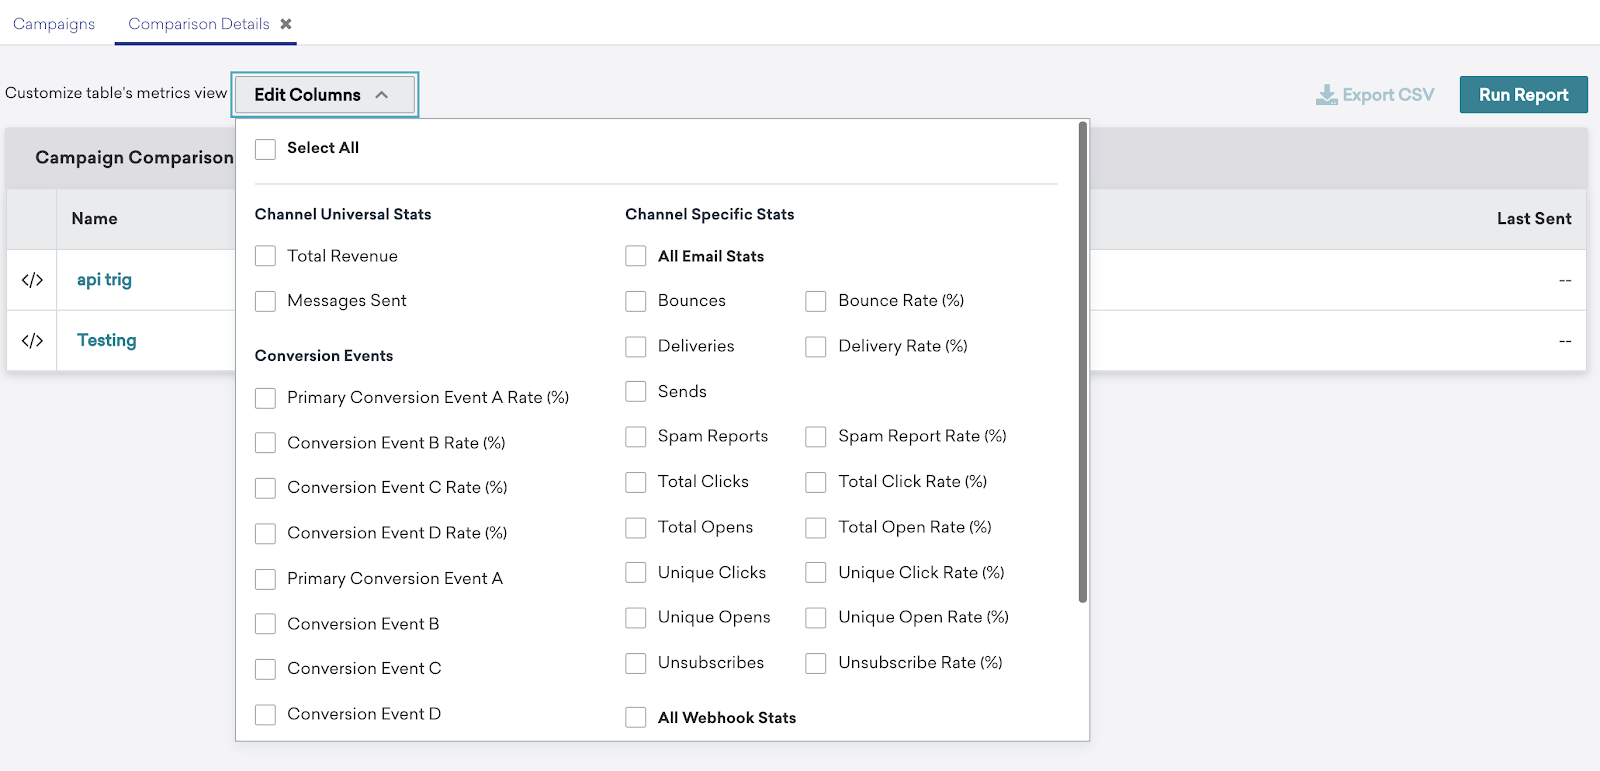 Campaigns
Comparison Details
Customize table's metrics view
Edit Columns
Export CSV
Run Report
Campaign Comparison
Name
Last Sent
</> api trig --
</> Testing --
Select All
Channel Universal Stats
Total Revenue
Messages Sent
Conversion Events
Primary Conversion Event A Rate (%)
Conversion Event B Rate (%)
Conversion Event C Rate (%)
Conversion Event D Rate (%)
Primary Conversion Event A
Conversion Event B
Conversion Event C
Conversion Event D
Channel Specific Stats
All Email Stats
Bounces Bounce Rate (%)
Deliveries Delivery Rate (%)
Sends
Spam Reports Spam Report Rate (%)
Total Clicks Total Click Rate (%)
Total Opens Total Open Rate (%)
Unique Clicks Unique Click Rate (%)
Unique Opens Unique Open Rate (%)
Unsubscribes Unsubscribe Rate (%)
All Webhook Stats